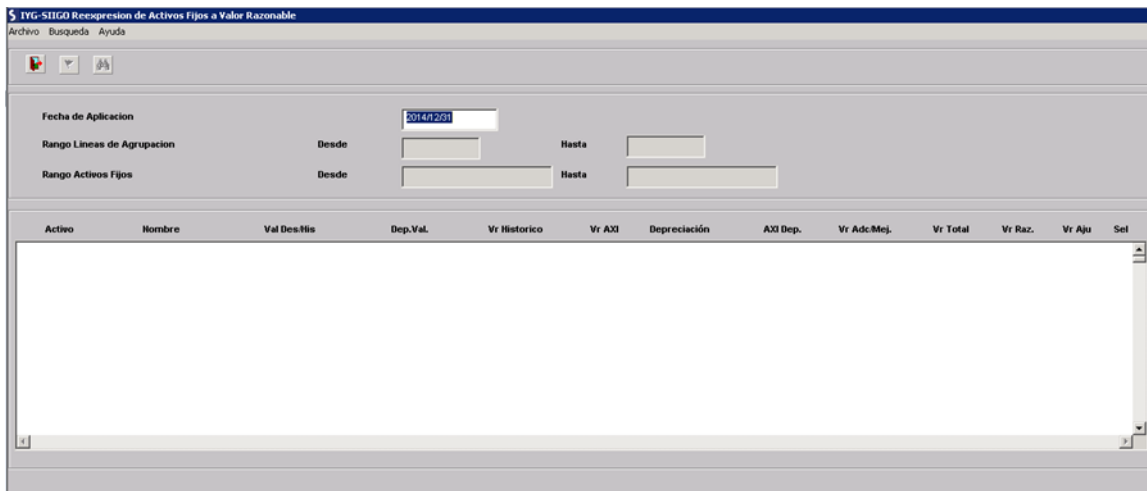 IYG-SIIGO Reexpresion de Activos Fijos a Valor Razonable
Archivo Busqueda Ayuda
Fecha de Aplicacion 2014/12/31
Rango Lineas de Agrupacion Desde Hasta
Rango Activos Fijos Desde Hasta
Activo Nombre Val Des/His Dep.Val. Vr Historico Vr AXI Depreciación AXI Dep. Vr Adc/Mej. Vr Total Vr Raz. Vr Aju Sel